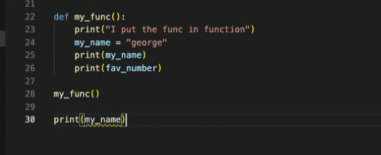 21
22 def my_func():
23     print("I put the func in function")
24     my_name = "george"
25     print(my_name)
26     print(fav_number)
27
28 my_func()
29
30 print(my_name)